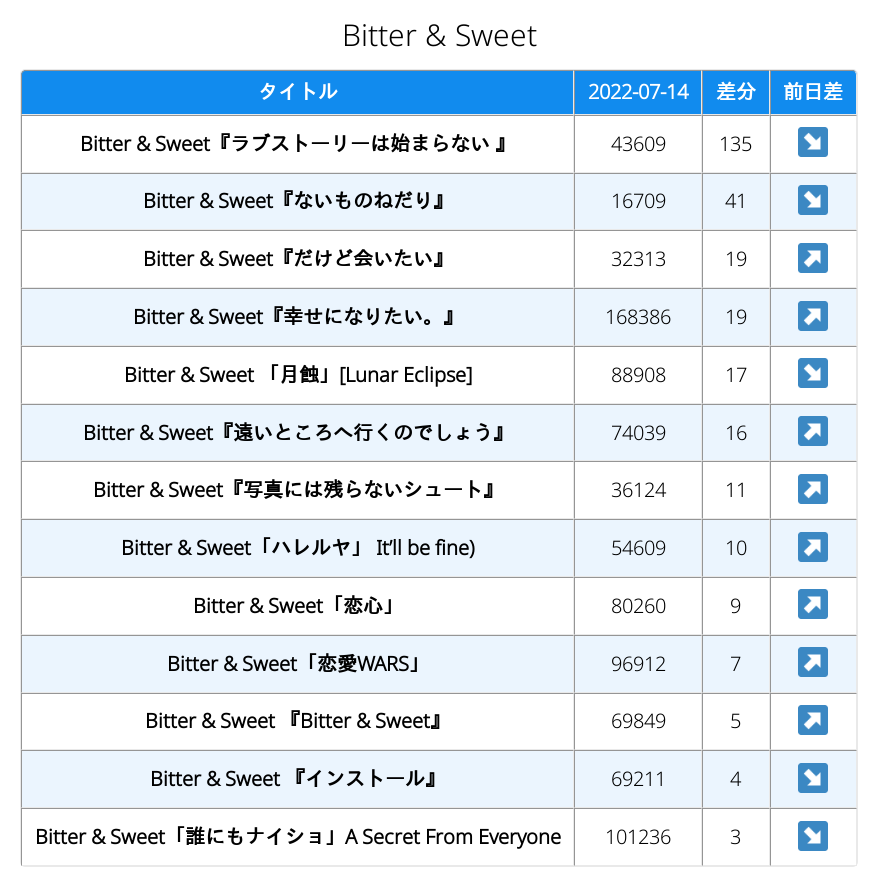 Bitter & Sweet
タイトル 2022-07-14 差分 前日差
Bitter & Sweet『ラブストーリーは始まらない 』 43609 135 ↘
Bitter & Sweet『ないものねだり』 16709 41 ↘
Bitter & Sweet『だけど会いたい』 32313 19 ↗
Bitter & Sweet『幸せになりたい。』 168386 19 ↗
Bitter & Sweet 「月蝕」[Lunar Eclipse] 88908 17 ↘
Bitter & Sweet『遠いところへ行くのでしょう』 74039 16 ↗
Bitter & Sweet『写真には残らないシュート』 36124 11 ↗
Bitter & Sweet「ハレルヤ」 It’ll be fine) 54609 10 ↗
Bitter & Sweet「恋心」 80260 9 ↗
Bitter & Sweet「恋愛WARS」 96912 7 ↗
Bitter & Sweet 『Bitter & Sweet』 69849 5 ↗
Bitter & Sweet 『インストール』 69211 4 ↘
Bitter & Sweet「誰にもナイショ」A Secret From Everyone 101236 3 ↘